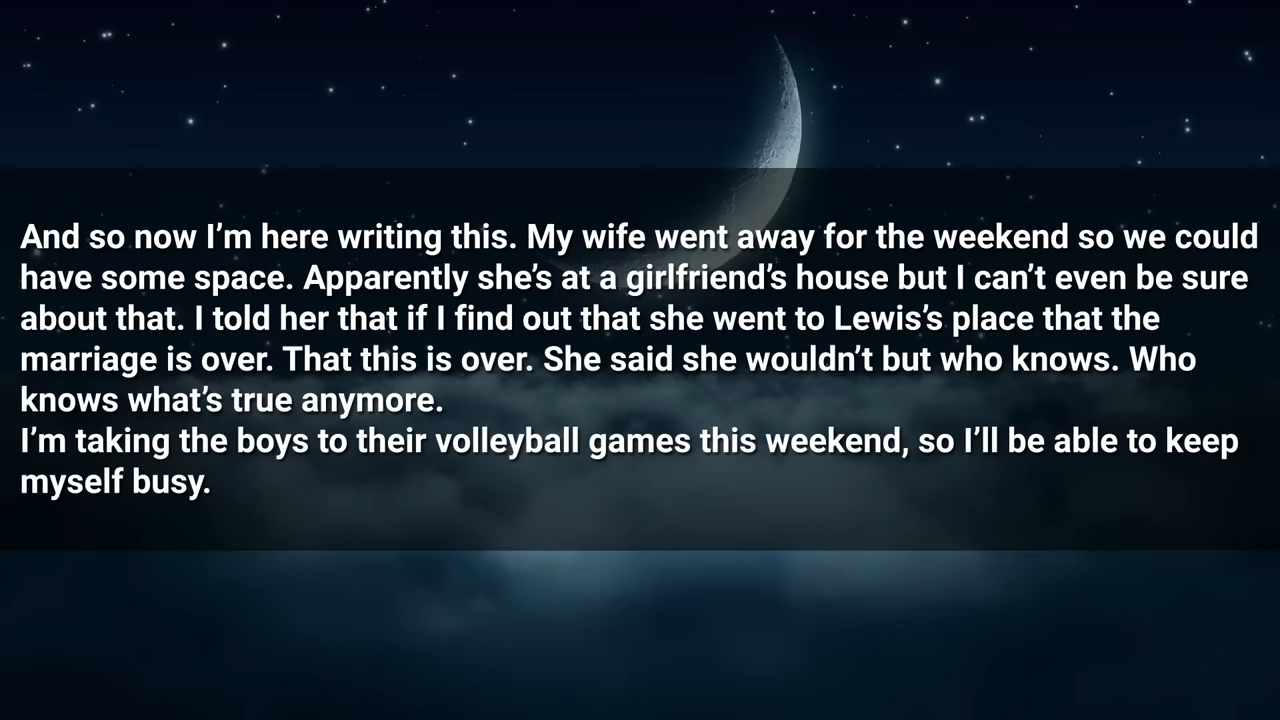 And so now I’m here writing this. My wife went away for the weekend so we could
have some space. Apparently she’s at a girlfriend’s house but I can’t even be sure
about that. I told her that if I find out that she went to Lewis’s place that the
marriage is over. That this is over. She said she wouldn’t but who knows. Who
knows what’s true anymore.
I’m taking the boys to their volleyball games this weekend, so I’ll be able to keep
myself busy.